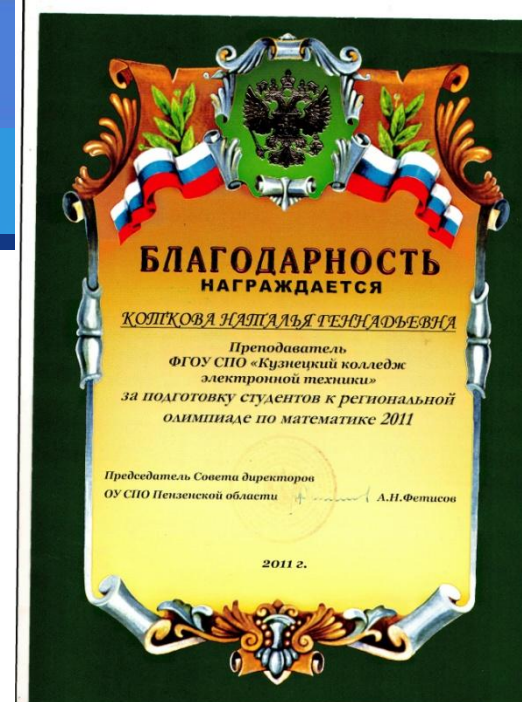 БЛАГОДАРНОСТЬ
НАГРАЖДАЕТСЯ
КОТКОВА НАТАЛЬЯ ГЕННАДЬЕВНА
Преподаватель
ФГОУ СПО «Кузнецкий колледж
электронной техники»
за подготовку студентов к региональной
олимпиаде по математике 2011
Председатель Совета директоров
ОУ СПО Пензенской области А.Н.Фетисов
2011 г.